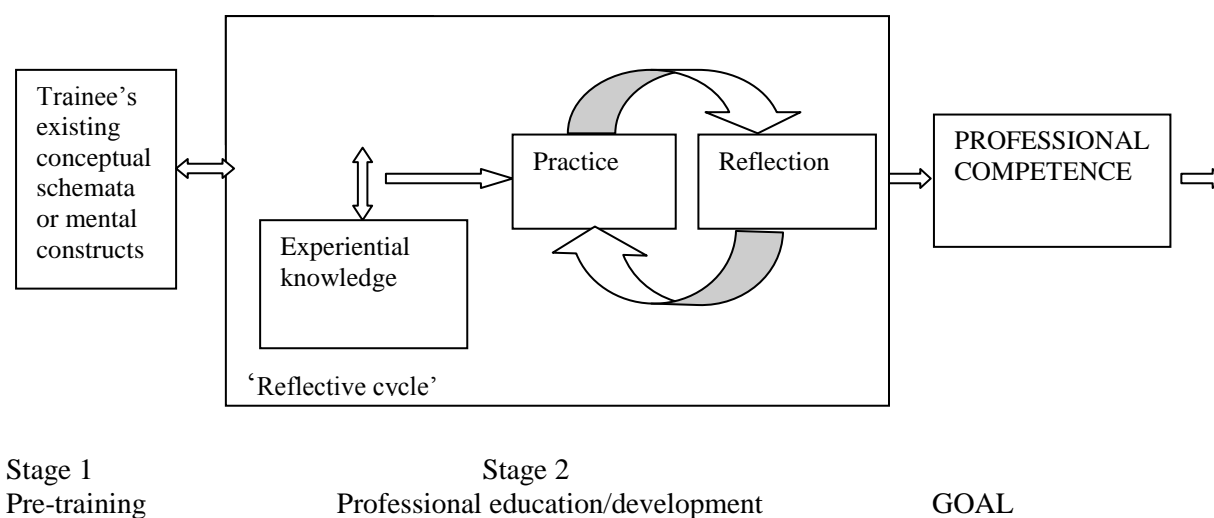 Trainee’s
existing
conceptual
schemata
or mental
constructs
Experiential
knowledge
‘Reflective cycle’
Practice
Reflection
PROFESSIONAL
COMPETENCE
Stage 1 Stage 2
Pre-training Professional education/development GOAL